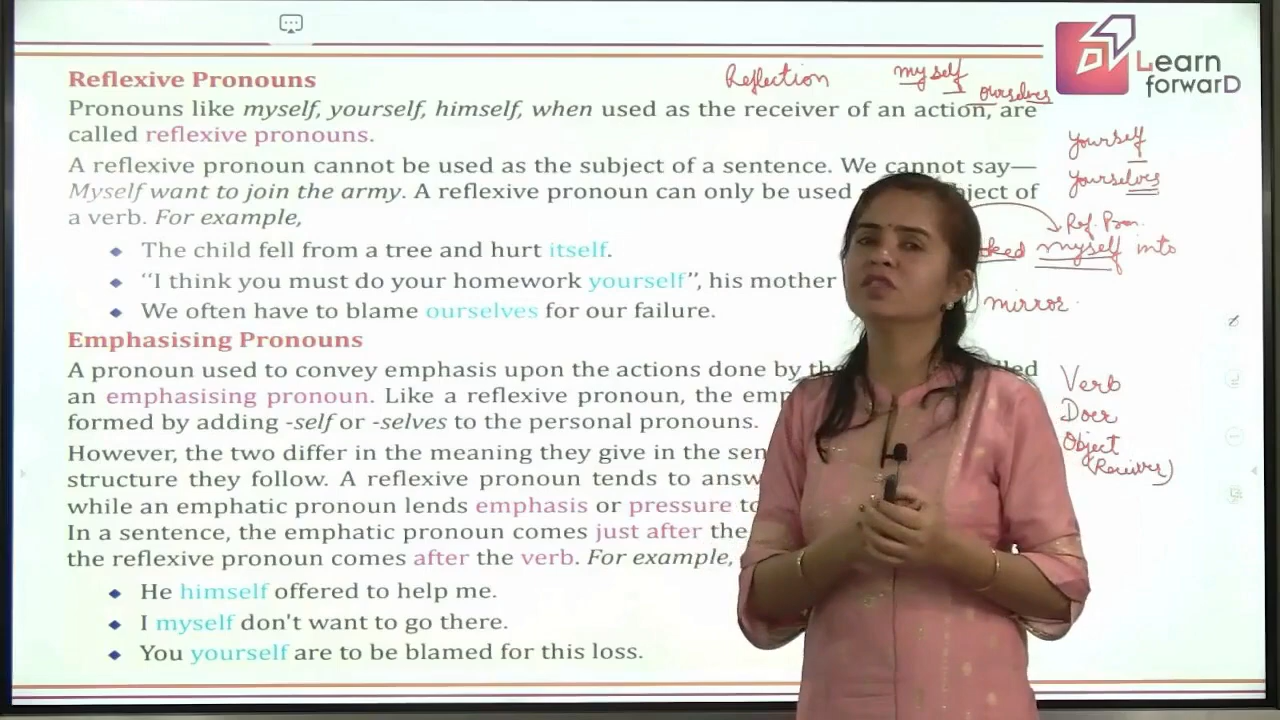 Learn
forwarD
Reflection
myself
ourselves
yourself
yourselves
Ref. Pron.
myself into
mirror
Verb
Doer
Object
(Receiver)
Reflexive Pronouns
Pronouns like myself, yourself, himself, when used as the receiver of an action, are
called reflexive pronouns.
A reflexive pronoun cannot be used as the subject of a sentence. We cannot say—
Myself want to join the army. A reflexive pronoun can only be used of
a verb. For example,
The child fell from a tree and hurt itself.
"I think you must do your homework yourself", his mother
We often have to blame ourselves for our failure.
Emphasising Pronouns
A pronoun used to convey emphasis upon the actions done by
an emphasising pronoun. Like a reflexive pronoun, the
formed by adding -self or -selves to the personal pronouns.
However, the two differ in the meaning they give in the
structure they follow. A reflexive pronoun tends to
while an emphatic pronoun lends emphasis or pressure
In a sentence, the emphatic pronoun comes just after the
the reflexive pronoun comes after the verb. For example,
He himself offered to help me.
I myself don't want to go there.
You yourself are to be blamed for this loss.